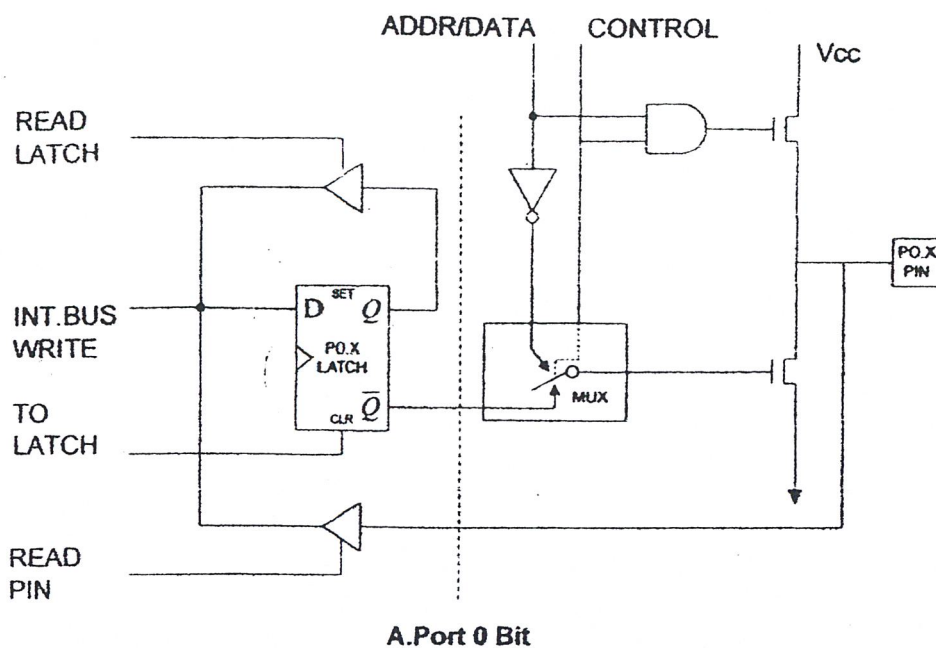 ADDR/DATA
CONTROL
Vcc
READ
LATCH
INT.BUS
WRITE
TO
LATCH
READ
PIN
D
SET
Q
P0.X
LATCH
CLR
Q̅
MUX
P0.X
PIN
A.Port 0 Bit